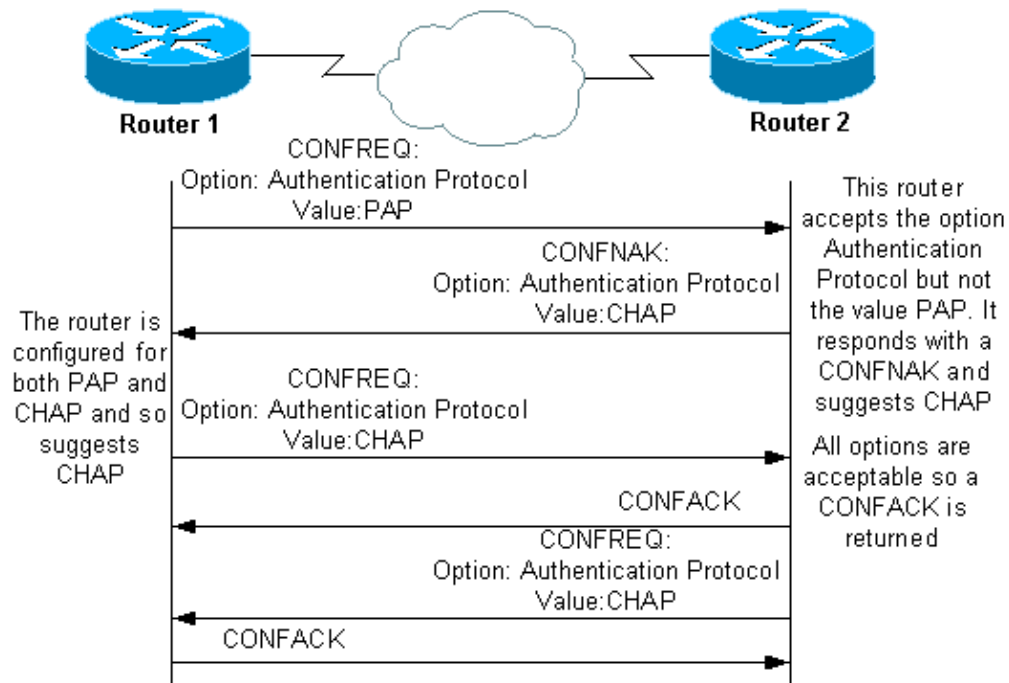 Router 1
Router 2
CONFREQ:
Option: Authentication Protocol
Value:PAP
This router
accepts the option
Authentication
Protocol but not
the value PAP. It
responds with a
CONFNAK and
suggests CHAP
CONFNAK:
Option: Authentication Protocol
Value:CHAP
The router is
configured for
both PAP and
CHAP and so
suggests
CHAP
CONFREQ:
Option: Authentication Protocol
Value:CHAP
All options are
acceptable so a
CONFACK is
returned
CONFACK
CONFREQ:
Option: Authentication Protocol
Value:CHAP
CONFACK